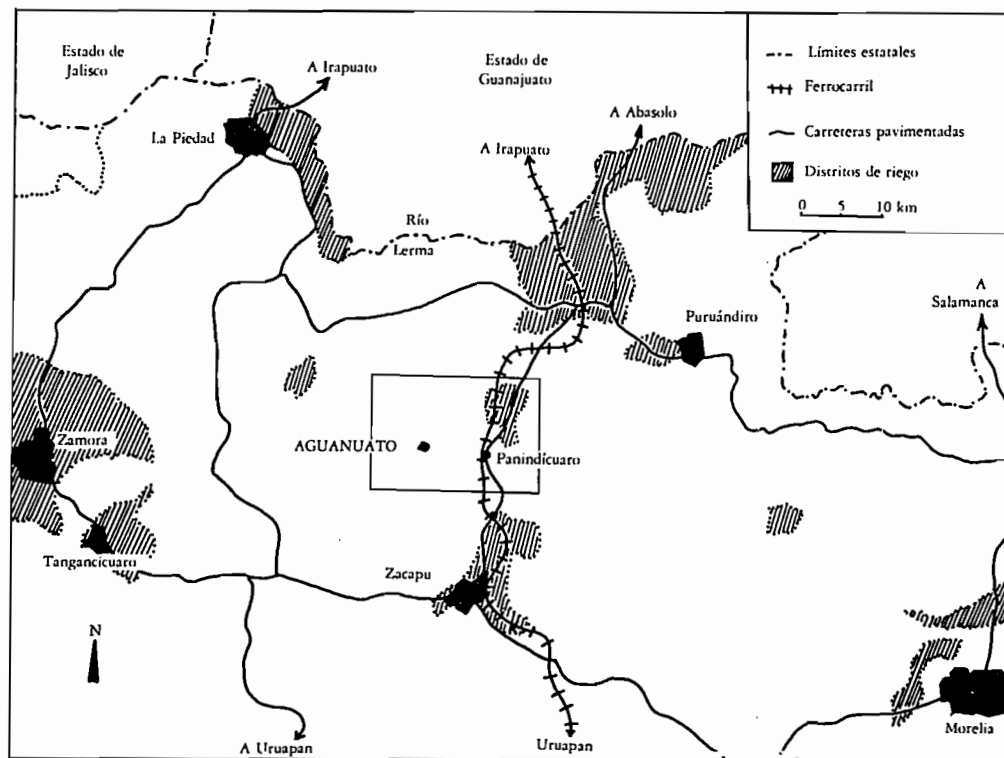 Estado de
Jalisco
A Irapuato
Estado de
Guanajuato
Límites estatales
Ferrocarril
Carreteras pavimentadas
Distritos de riego
0 5 10 km
La Piedad
A Irapuato
A Abasolo
Río
Lerma
A
Salamanca
Puruándiro
Zamora
AGUANUATO
Panindícuaro
Tangancícuaro
Zacapu
N
A Uruapan
Uruapan
Morelia